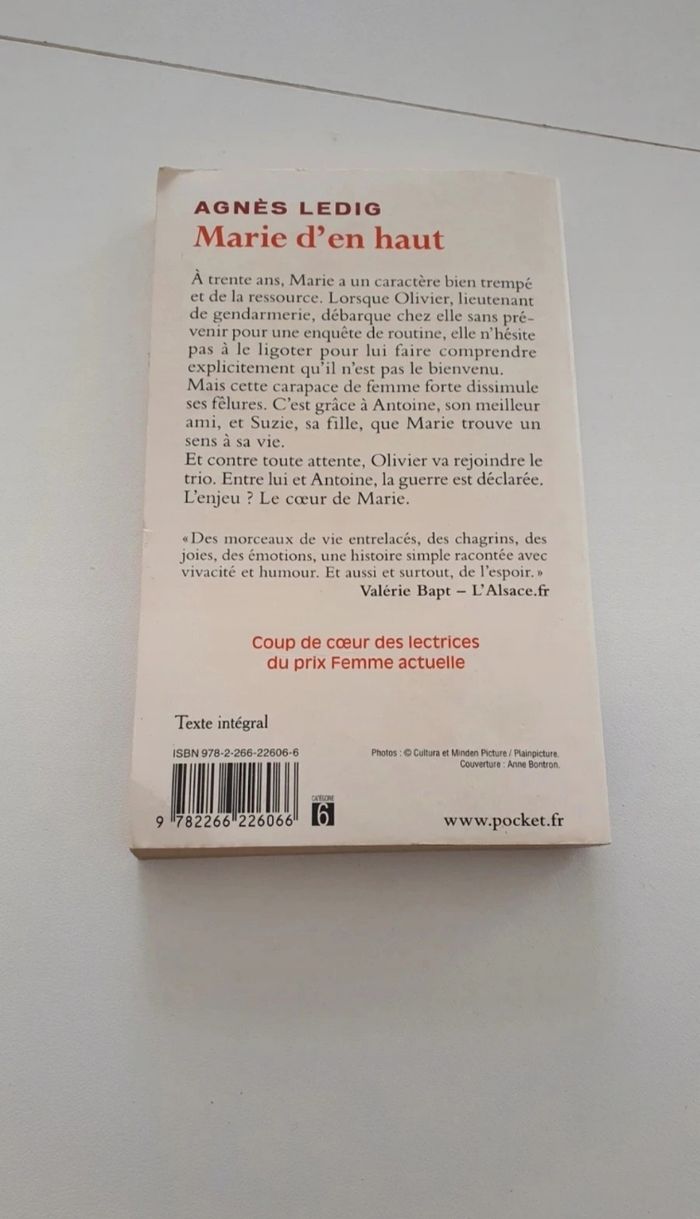 AGNÈS LEDIG
Marie d'en haut
À trente ans, Marie a un caractère bien trempé
et de la ressource. Lorsque Olivier, lieutenant
de gendarmerie, débarque chez elle sans pré-
venir pour une enquête de routine, elle n'hésite
pas à le ligoter pour lui faire comprendre
explicitement qu'il n'est pas le bienvenu.
Mais cette carapace de femme forte dissimule
ses fêlures. C'est grâce à Antoine, son meilleur
ami, et Suzie, sa fille, que Marie trouve un
sens à sa vie.
Et contre toute attente, Olivier va rejoindre le
trio. Entre lui et Antoine, la guerre est déclarée.
L'enjeu ? Le cœur de Marie.
«Des morceaux de vie entrelacés, des chagrins, des
joies, des émotions, une histoire simple racontée avec
vivacité et humour. Et aussi et surtout, de l'espoir.»
Valérie Bapt – L'Alsace.fr
Coup de cœur des lectrices
du prix Femme actuelle
Texte intégral
ISBN 978-2-266-22606-6
Photos : © Cultura et Minden Picture / Plainpicture.
Couverture : Anne Bontron.
CATÉGORIE
6
9 782266 226066
www.pocket.fr